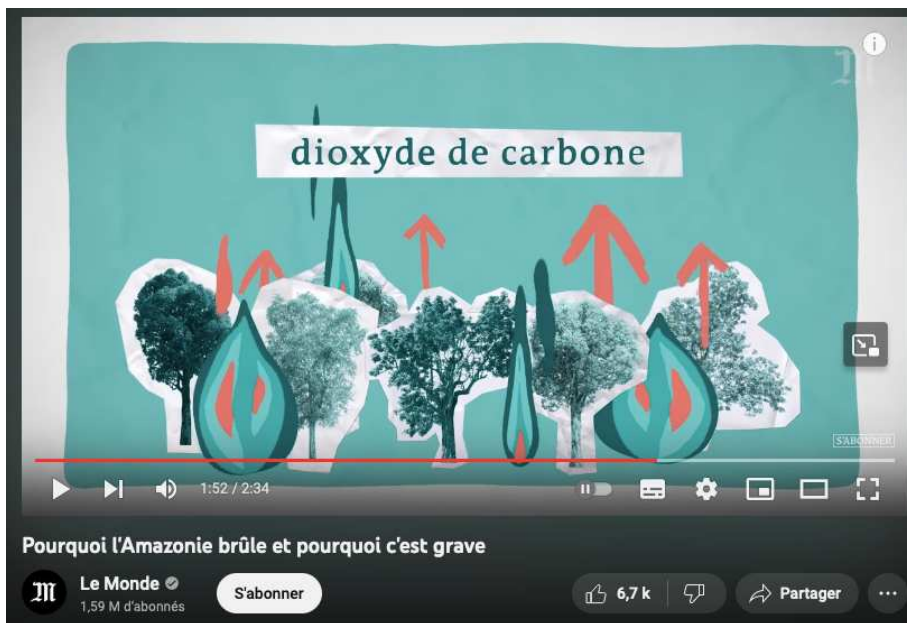 dioxyde de carbone
S'ABONNER
1:52 / 2:34
Pourquoi l'Amazonie brûle et pourquoi c'est grave
Le Monde
1,59 M d'abonnés
S'abonner
6,7 k
Partager